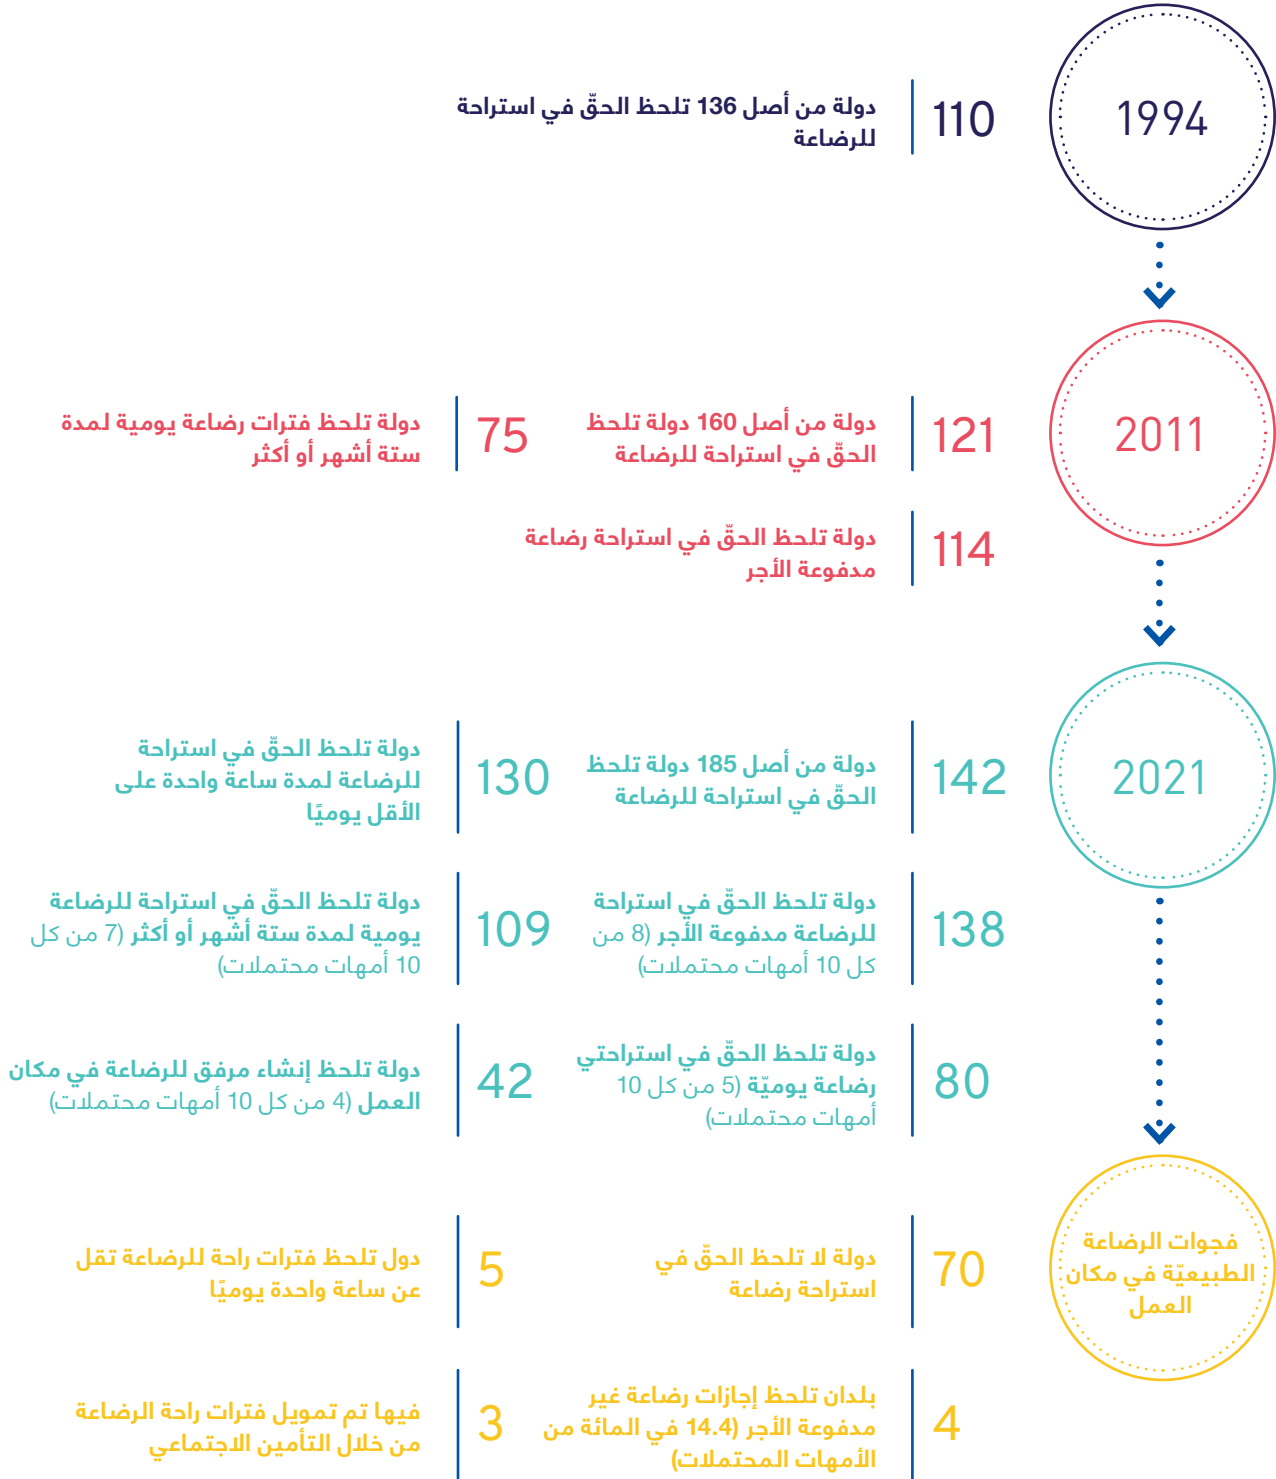 1994
110
دولة من أصل 136 تلحظ الحقّ في استراحة
للرضاعة
2011
121
دولة من أصل 160 دولة تلحظ
الحقّ في استراحة للرضاعة
75
دولة تلحظ فترات رضاعة يومية لمدة
ستة أشهر أو أكثر
114
دولة تلحظ الحقّ في استراحة رضاعة
مدفوعة الأجر
2021
142
دولة من أصل 185 دولة تلحظ
الحقّ في استراحة للرضاعة
130
دولة تلحظ الحقّ في استراحة
للرضاعة لمدة ساعة واحدة على
الأقل يوميًا
138
دولة تلحظ الحقّ في استراحة
للرضاعة مدفوعة الأجر (8 من
كل 10 أمهات محتملات)
109
دولة تلحظ الحقّ في استراحة للرضاعة
يومية لمدة ستة أشهر أو أكثر (7 من كل
10 أمهات محتملات)
80
دولة تلحظ الحقّ في استراحتي
رضاعة يوميّة (5 من كل 10
أمهات محتملات)
42
دولة تلحظ إنشاء مرفق للرضاعة في مكان
العمل (4 من كل 10 أمهات محتملات)
فجوات الرضاعة
الطبيعيّة في مكان
العمل
70
دولة لا تلحظ الحقّ في
استراحة رضاعة
5
دول تلحظ فترات راحة للرضاعة تقل
عن ساعة واحدة يوميًا
4
بلدان تلحظ إجازات رضاعة غير
مدفوعة الأجر (14.4 في المائة من
الأمهات المحتملات)
3
فيها تم تمويل فترات راحة الرضاعة
من خلال التأمين الاجتماعي